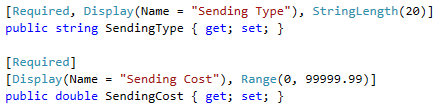 [Required, Display(Name = "Sending Type"), StringLength(20)]
public string SendingType { get; set; }
[Required]
[Display(Name = "Sending Cost"), Range(0, 99999.99)]
public double SendingCost { get; set; }